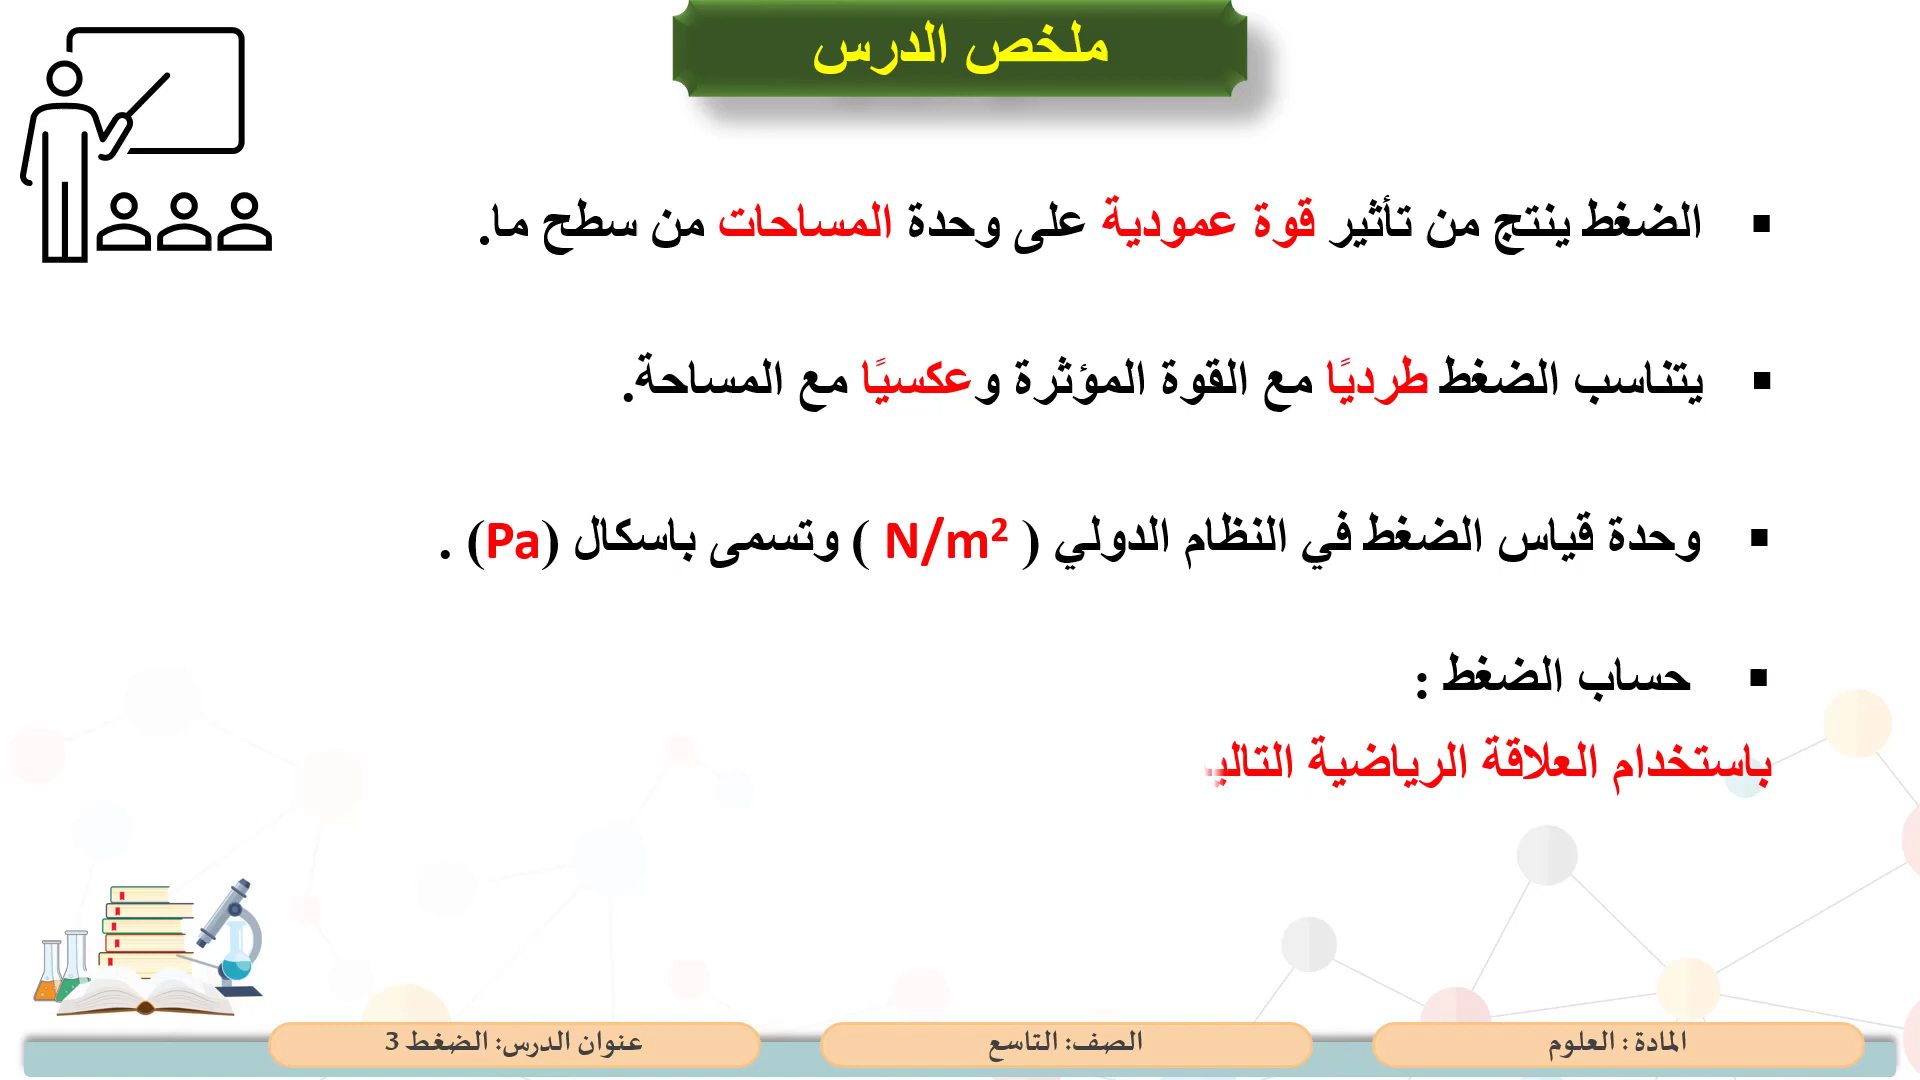 ملخص الدرس
▪ الضغط ينتج من تأثير قوة عمودية على وحدة المساحات من سطح ما.
▪ يتناسب الضغط طرديًا مع القوة المؤثرة وعكسيًا مع المساحة.
▪ وحدة قياس الضغط في النظام الدولي ( N/m² ) وتسمى باسكال (Pa) .
▪ حساب الضغط :
باستخدام العلاقة الرياضية
المادة : العلوم
الصف: التاسع
عنوان الدرس: الضغط 3